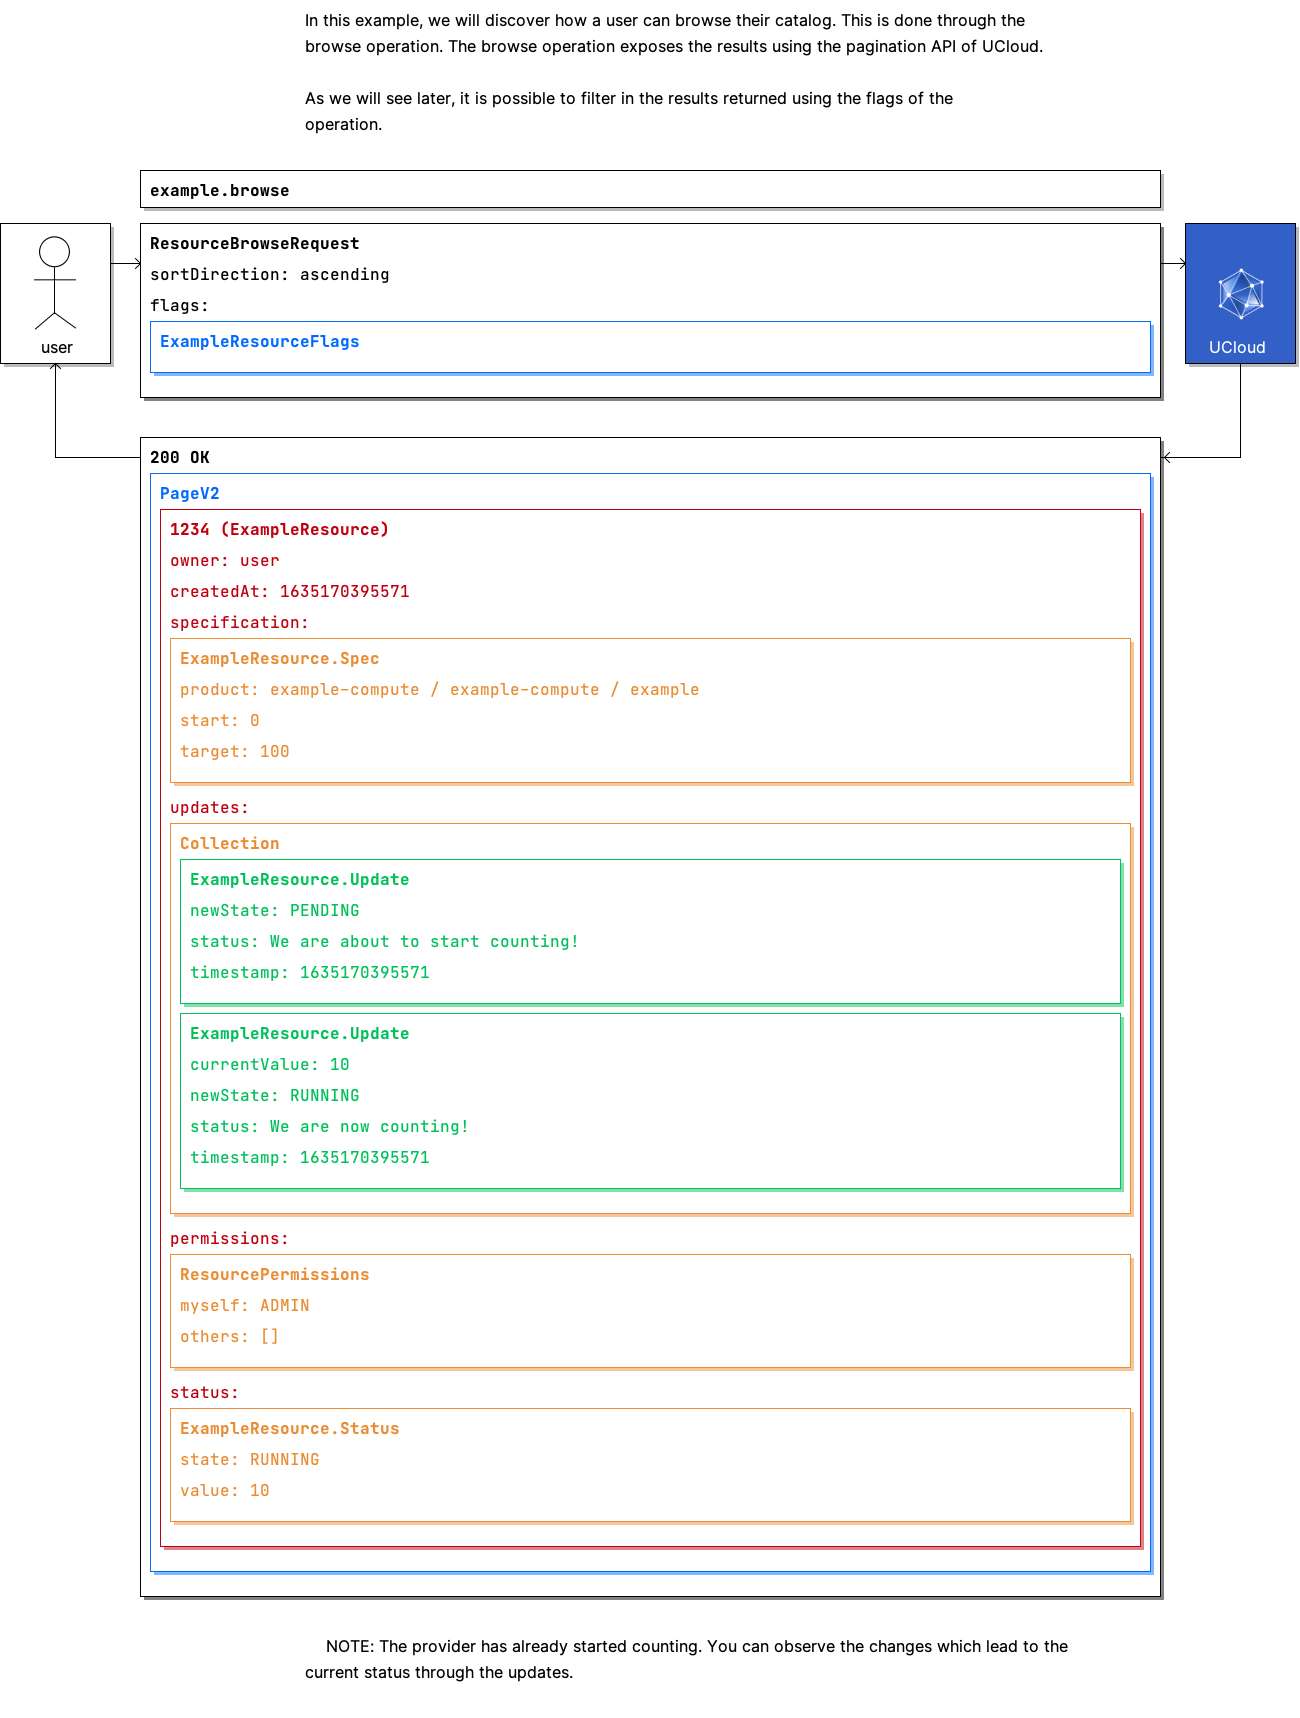 In this example, we will discover how a user can browse their catalog. This is done through the
browse operation. The browse operation exposes the results using the pagination API of UCloud.
As we will see later, it is possible to filter in the results returned using the flags of the
operation.
example.browse
user
ResourceBrowseRequest
sortDirection: ascending
flags:
ExampleResourceFlags
UCloud
200 OK
PageV2
1234 (ExampleResource)
owner: user
createdAt: 1635170395571
specification:
ExampleResource.Spec
product: example-compute / example-compute / example
start: 0
target: 100
updates:
Collection
ExampleResource.Update
newState: PENDING
status: We are about to start counting!
timestamp: 1635170395571
ExampleResource.Update
currentValue: 10
newState: RUNNING
status: We are now counting!
timestamp: 1635170395571
permissions:
ResourcePermissions
myself: ADMIN
others: []
status:
ExampleResource.Status
state: RUNNING
value: 10
NOTE: The provider has already started counting. You can observe the changes which lead to the
current status through the updates.